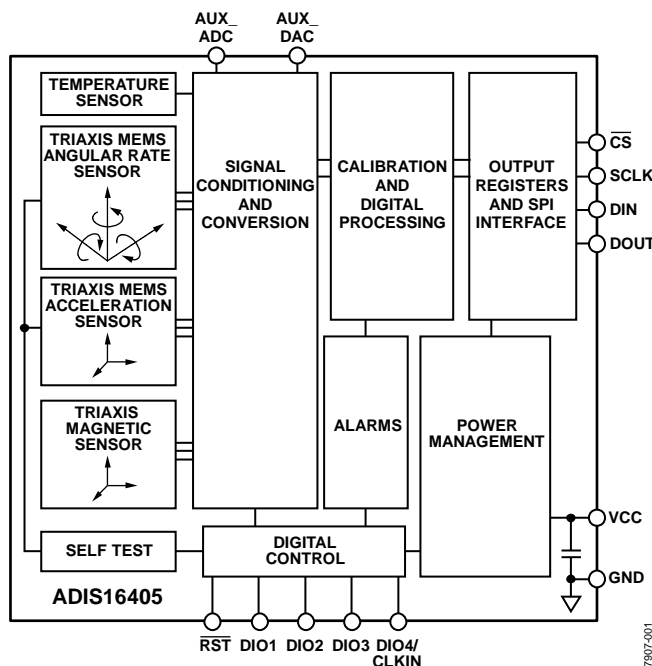 AUX_
ADC
AUX_
DAC
TEMPERATURE
SENSOR
TRIAXIS MEMS
ANGULAR RATE
SENSOR
TRIAXIS MEMS
ACCELERATION
SENSOR
TRIAXIS
MAGNETIC
SENSOR
SELF TEST
SIGNAL
CONDITIONING
AND
CONVERSION
CALIBRATION
AND
DIGITAL
PROCESSING
OUTPUT
REGISTERS
AND SPI
INTERFACE
ALARMS
POWER
MANAGEMENT
DIGITAL
CONTROL
CS
SCLK
DIN
DOUT
VCC
GND
ADIS16405
RST
DIO1
DIO2
DIO3
DIO4/
CLKIN
7907-001